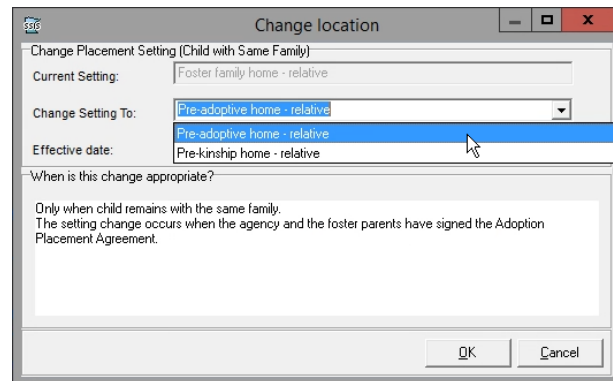 SSIS
Change location
Change Placement Setting (Child with Same Family)
Current Setting:
Foster family home - relative
Change Setting To:
Pre-adoptive home - relative
Pre-adoptive home - relative
Effective date:
Pre-kinship home - relative
When is this change appropriate?
Only when child remains with the same family.
The setting change occurs when the agency and the foster parents have signed the Adoption
Placement Agreement.
OK
Cancel